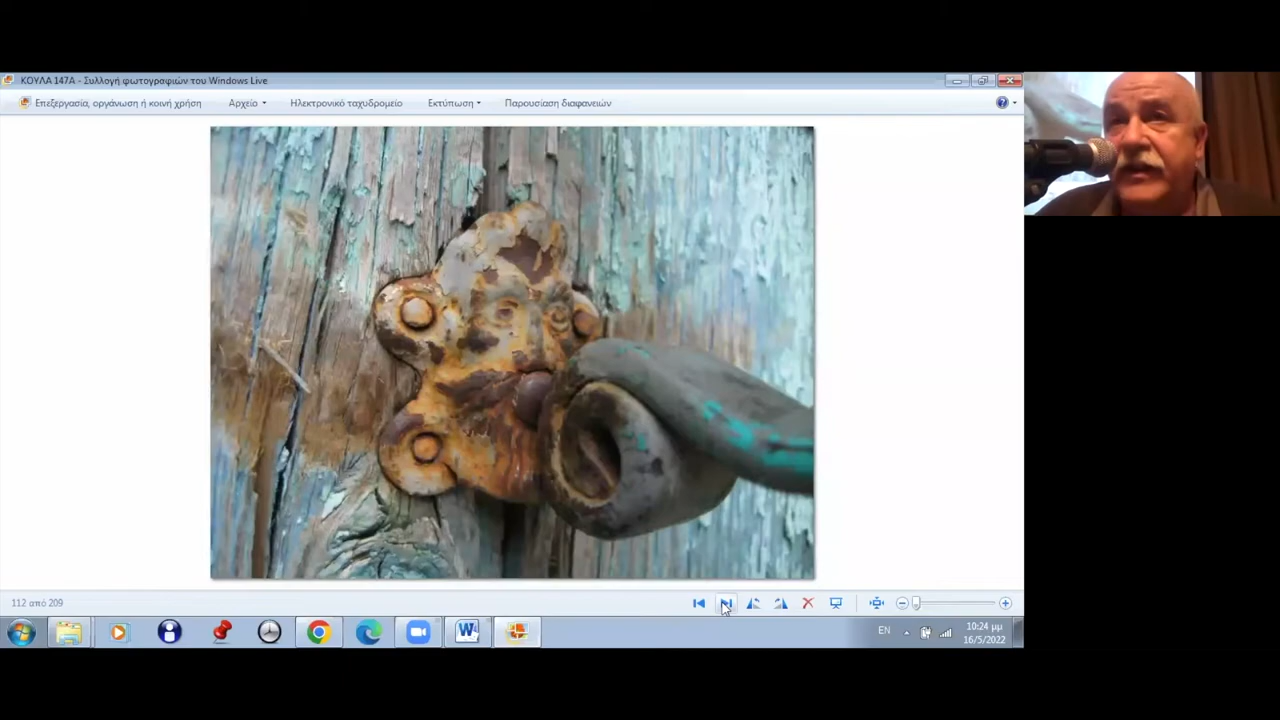 ΚΟΥΛΑ 147Α - Συλλογή φωτογραφιών του Windows Live
Επεξεργασία, οργάνωση ή κοινή χρήση Αρχείο Ηλεκτρονικό ταχυδρομείο Εκτύπωση Παρουσίαση διαφανειών
112 από 209
EN
10:24 μμ
16/5/2022